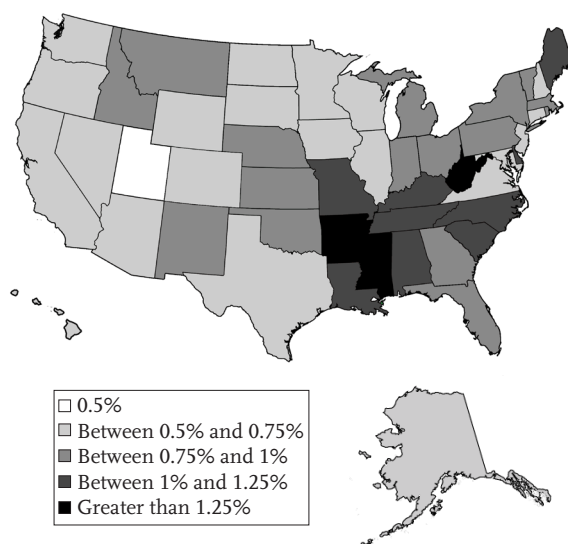 0.5%
Between 0.5% and 0.75%
Between 0.75% and 1%
Between 1% and 1.25%
Greater than 1.25%